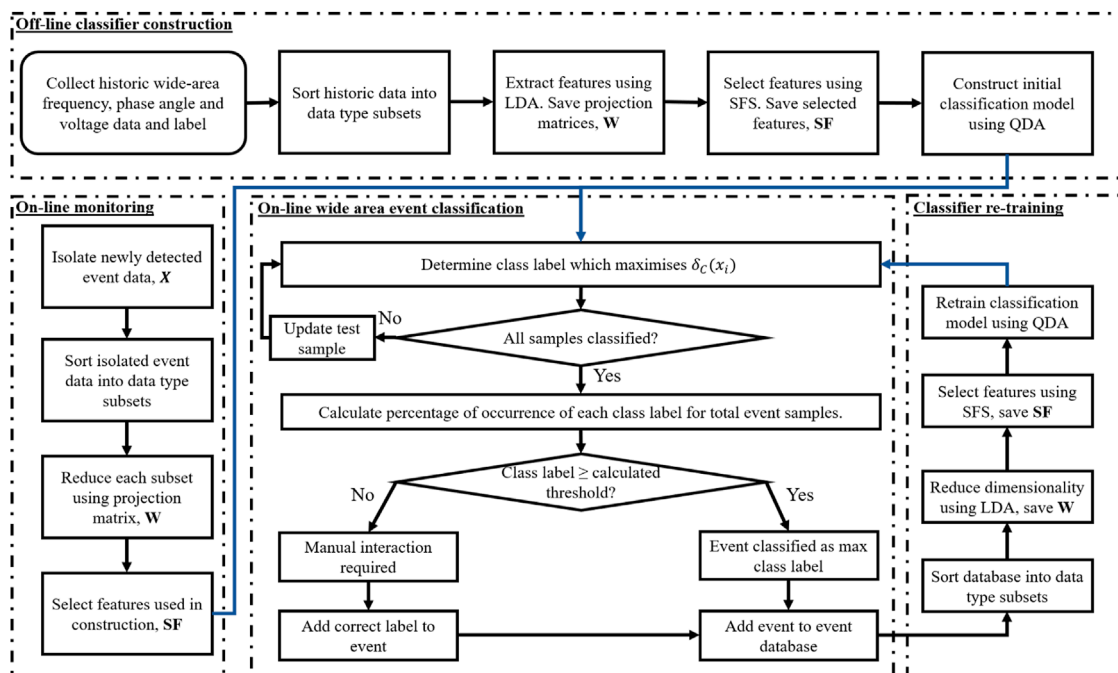 Off-line classifier construction
Collect historic wide-area
frequency, phase angle and
voltage data and label
Sort historic data into
data type subsets
Extract features using
LDA. Save projection
matrices, W
Select features using
SFS. Save selected
features, SF
Construct initial
classification model
using QDA
On-line monitoring
Isolate newly detected
event data, X
Sort isolated event
data into data type
subsets
Reduce each subset
using projection
matrix, W
Select features used in
construction, SF
On-line wide area event classification
Determine class label which maximises δ_C(x_i)
Update test
sample
No
All samples classified?
Yes
Calculate percentage of occurrence of each class label for total event samples.
Class label ≥ calculated
threshold?
No
Yes
Manual interaction
required
Event classified as max
class label
Add correct label to
event
Add event to event
database
Classifier re-training
Retrain classification
model using QDA
Select features using
SFS, save SF
Reduce dimensionality
using LDA, save W
Sort database into data
type subsets